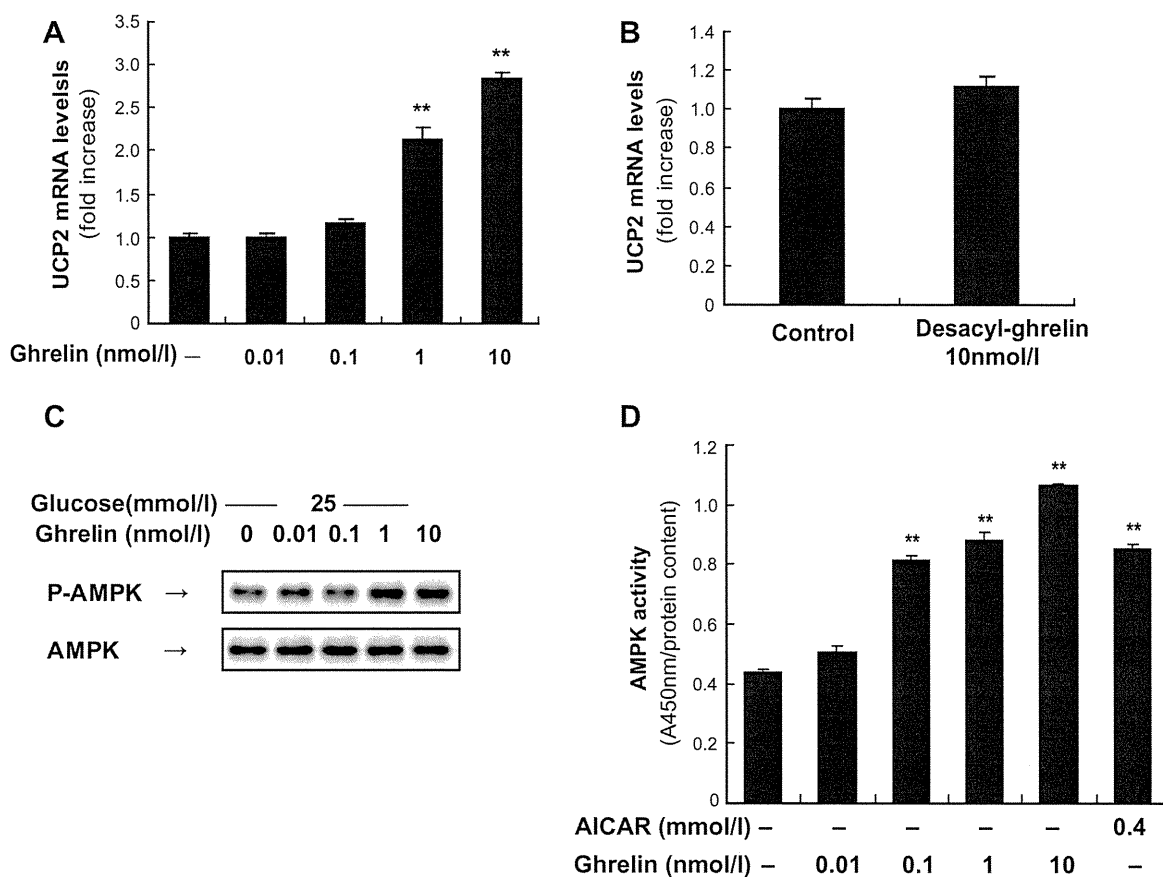 A
UCP2 mRNA levelsls
(fold increase)
3.5
3.0
2.5
2.0
1.5
1.0
0.5
0
**
**
Ghrelin (nmol/l) – 0.01 0.1 1 10
B
UCP2 mRNA levels
(fold increase)
1.4
1.2
1.0
0.8
0.6
0.4
0.2
0
Control
Desacyl-ghrelin
10nmol/l
C
Glucose(mmol/l) 25
Ghrelin (nmol/l) 0 0.01 0.1 1 10
P-AMPK →
AMPK →
D
AMPK activity
(A450nm/protein content)
1.2
1.0
0.8
0.6
0.4
0.2
0
**
**
**
**
AICAR (mmol/l) – – – – – 0.4
Ghrelin (nmol/l) – 0.01 0.1 1 10 –